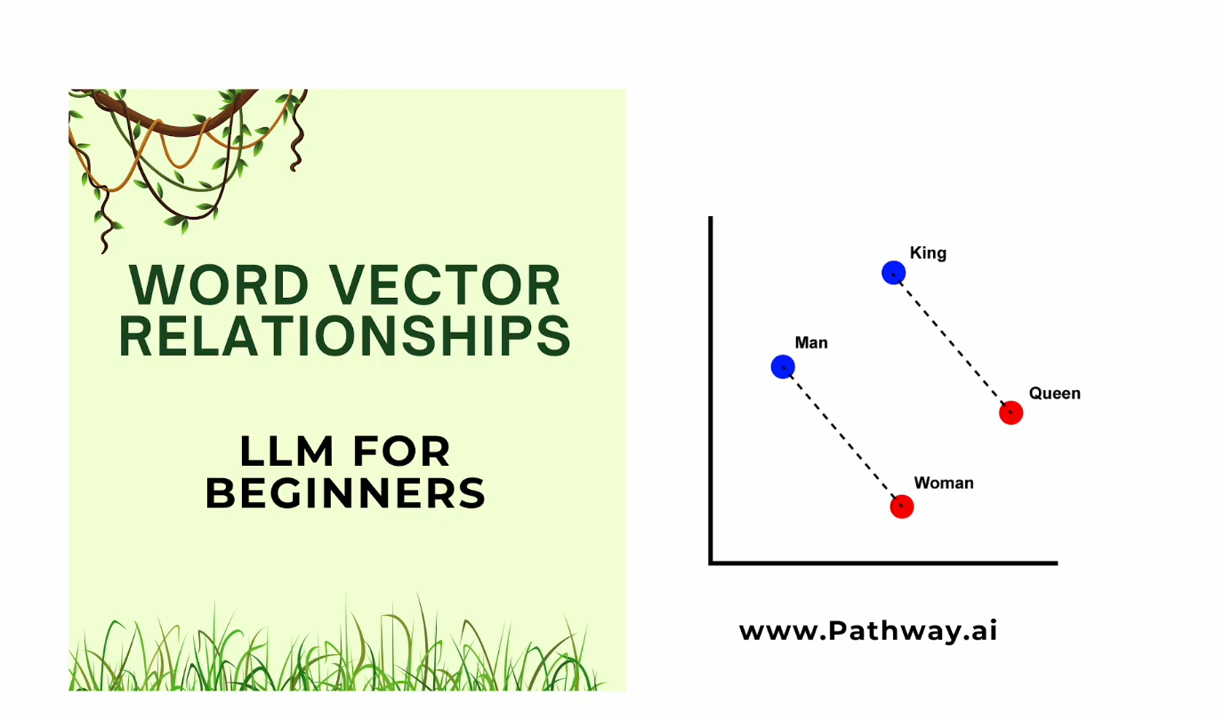 WORD VECTOR
RELATIONSHIPS
LLM FOR
BEGINNERS
King
Man
Queen
Woman
www.Pathway.ai